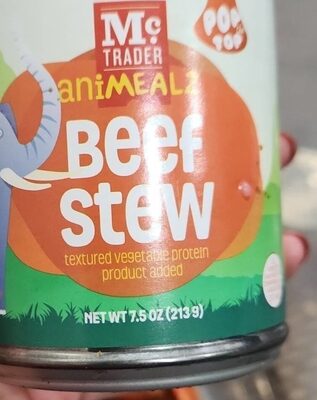 Mc
TRADER
POP
TOP
aniMEALZ
Beef
Stew
textured vegetable protein
product added
NET WT 7.5 OZ (213 g)